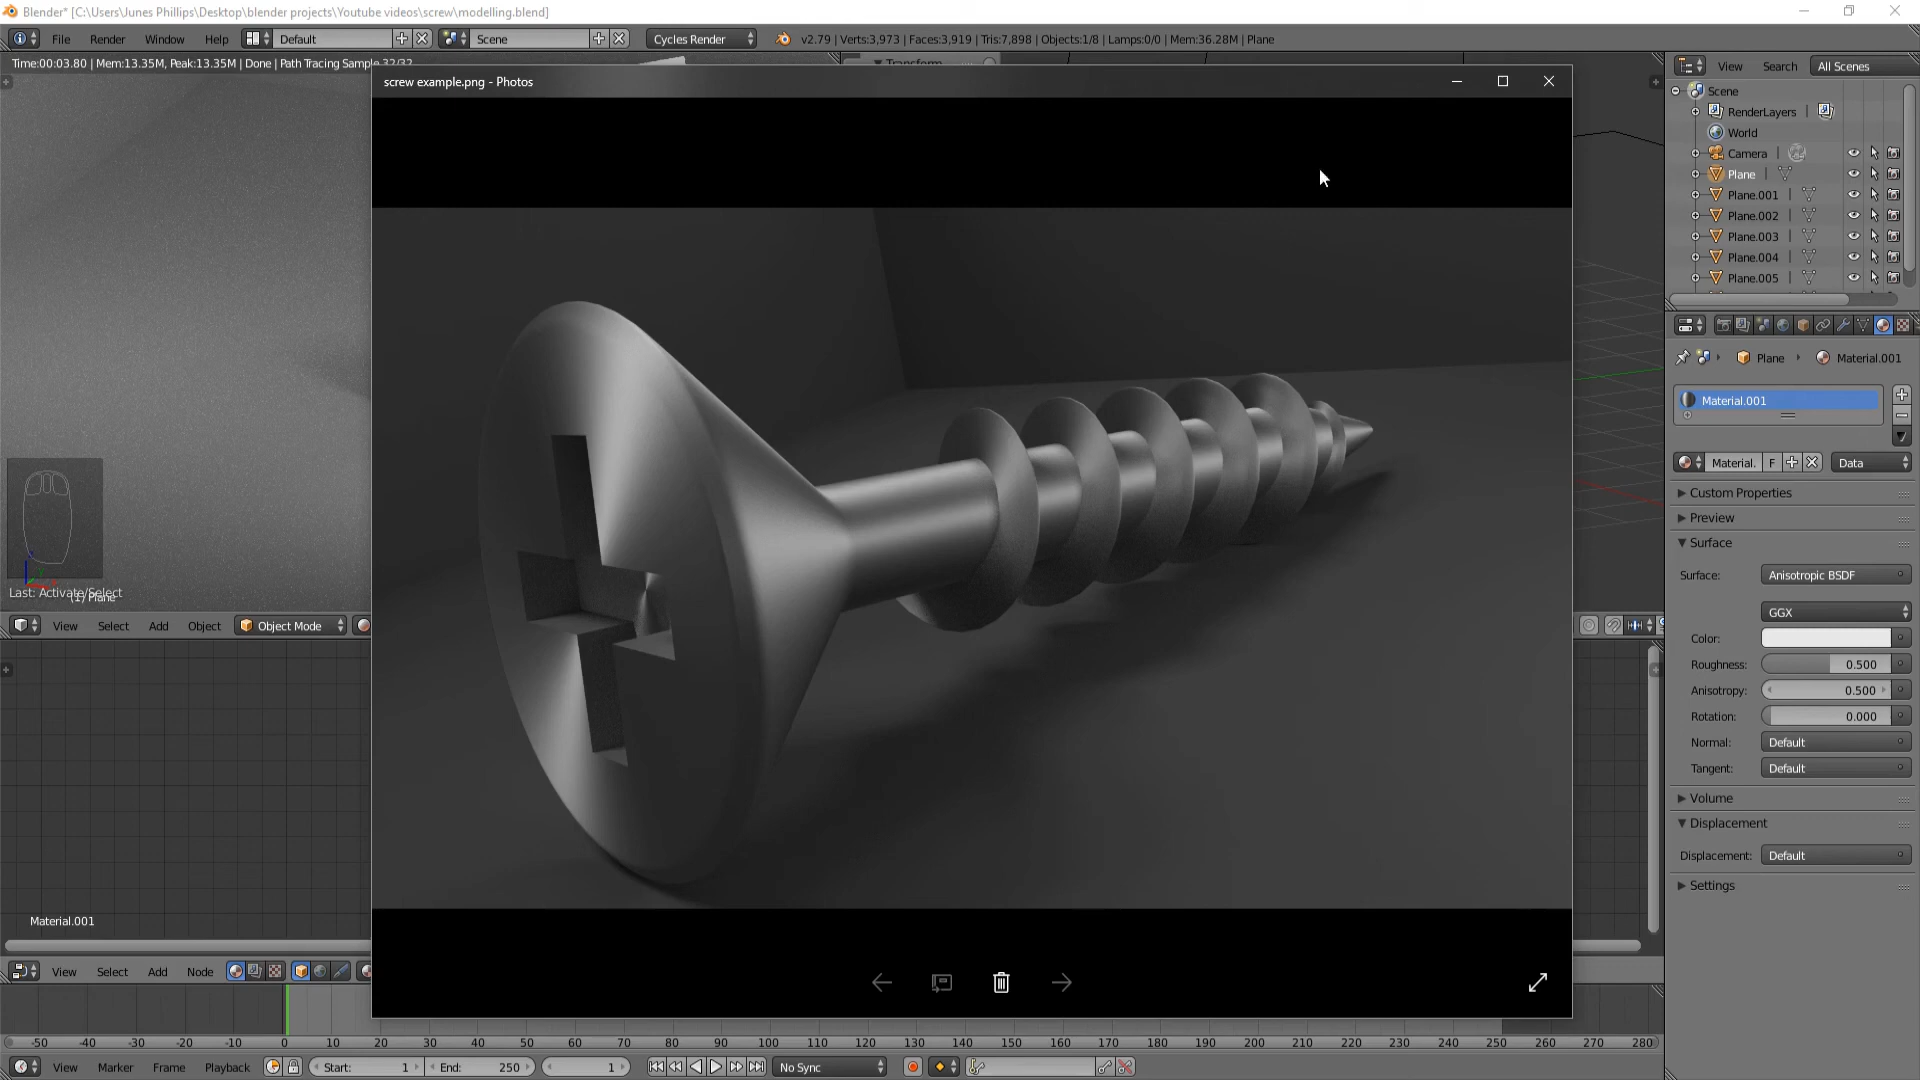 Blender* [C:\Users\Junes Phillips\Desktop\blender projects\Youtube videos\screw\modelling.blend]
File Render Window Help Default Scene Cycles Render v2.79 | Verts:3,973 | Faces:3,919 | Tris:7,898 | Objects:1/8 | Lamps:0/0 | Mem:36.28M | Plane
Time:00:03.80 | Mem:13.35M, Peak:13.35M | Done | Path Tracing Sample 32/32
Transform
View Search All Scenes
screw example.png - Photos
Scene
RenderLayers
World
Camera
Plane
Plane.001
Plane.002
Plane.003
Plane.004
Plane.005
Plane Material.001
Material.001
Material. F Data
Custom Properties
Preview
Surface
Surface: Anisotropic BSDF
GGX
Color:
Roughness: 0.500
Anisotropy: 0.500
Rotation: 0.000
Normal: Default
Tangent: Default
Volume
Displacement
Displacement: Default
Settings
Last: Activate/Select
(1) Plane
View Select Add Object Object Mode
Material.001
View Select Add Node
-50 -40 -30 -20 -10 0 10 20 30 40 50 60 70 80 90 100 110 120 130 140 150 160 170 180 190 200 210 220 230 240 250 260 270 280
View Marker Frame Playback Start: 1 End: 250 1 No Sync